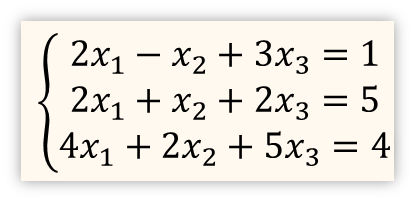 2x₁ − x₂ + 3x₃ = 1
2x₁ + x₂ + 2x₃ = 5
4x₁ + 2x₂ + 5x₃ = 4